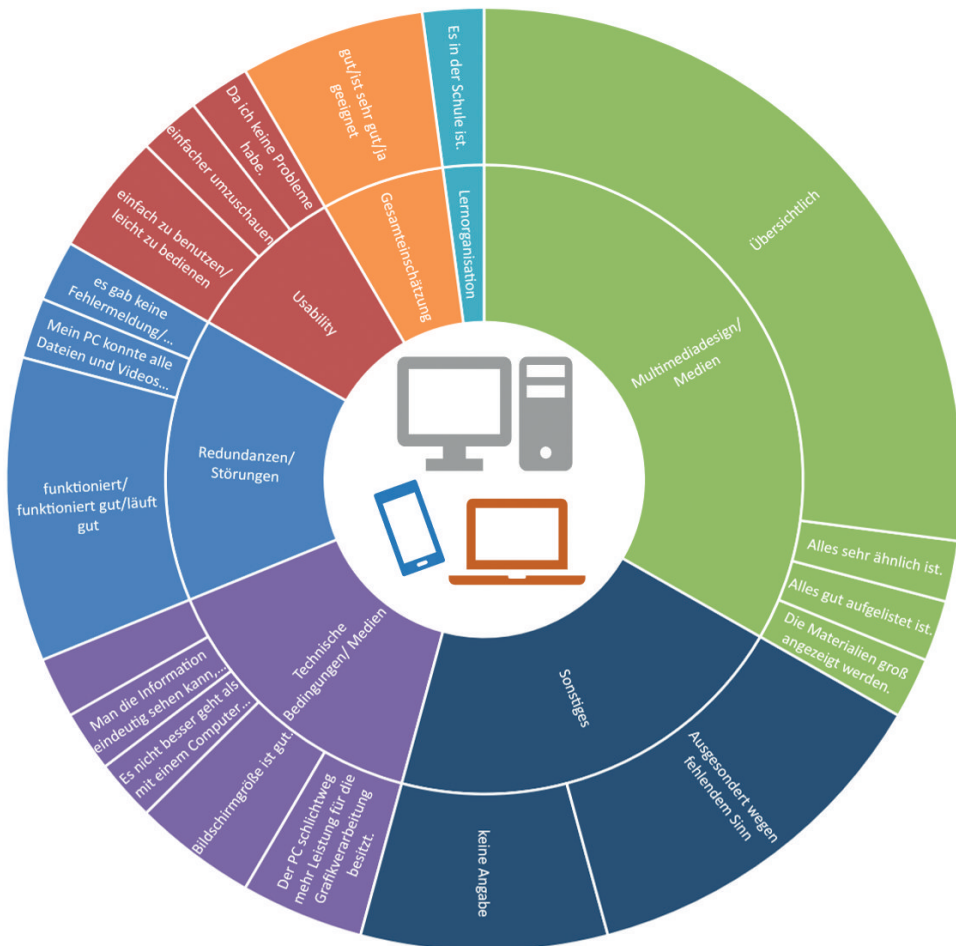 Übersichtlich
Multimediadesign/
Medien
Alles sehr ähnlich ist.
Alles gut aufgelistet ist.
Die Materialien groß
angezeigt werden.
Sonstiges
Ausgesondert wegen
fehlendem Sinn
keine Angabe
Technische
Bedingungen/ Medien
Der PC schlichtweg
mehr Leistung für die
Grafikverarbeitung
besitzt.
Bildschirmgröße ist gut.
Es nicht besser geht als
mit einem Computer...
Man die Information
eindeutig sehen kann,...
Redundanzen/
Störungen
funktioniert/
funktioniert gut/läuft
gut
Mein PC konnte alle
Dateien und Videos...
es gab keine
Fehlermeldung/...
Usability
einfach zu benutzen/
leicht zu bedienen
einfacher umzuschauen
Da ich keine Probleme
habe.
Gesamteinschätzung
gut/ist sehr gut/ja
geeignet
Lernorganisation
Es in der Schule ist.